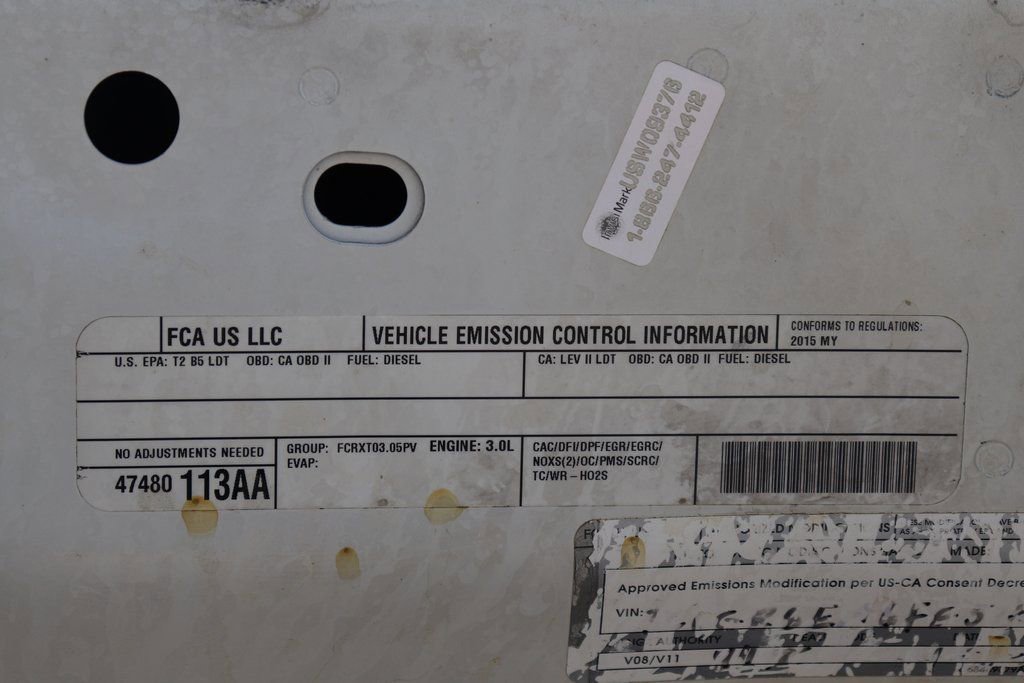 USW09376
1-866-247-4412
FCA US LLC
VEHICLE EMISSION CONTROL INFORMATION
CONFORMS TO REGULATIONS:
2015 MY
U.S. EPA: T2 B5 LDT OBD: CA OBD II FUEL: DIESEL
CA: LEV II LDT OBD: CA OBD II FUEL: DIESEL
NO ADJUSTMENTS NEEDED
47480 113AA
GROUP: FCRXT03.05PV ENGINE: 3.0L
EVAP:
CAC/DFI/DPF/EGR/EGRC/
NOXS(2)/OC/PMS/SCRC/
TC/WR – HO2S
MADE:
Approved Emissions Modification per US-CA Consent Decre
VIN:
AUTHORITY
V08/V11